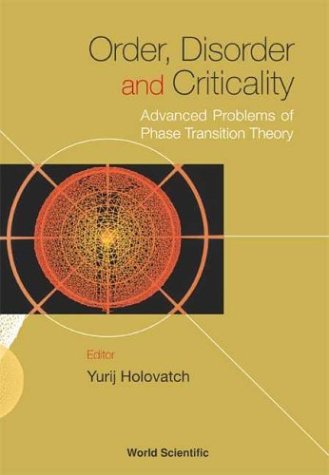 Order, Disorder
and Criticality
Advanced Problems of
Phase Transition Theory
Editor
Yurij Holovatch
World Scientific